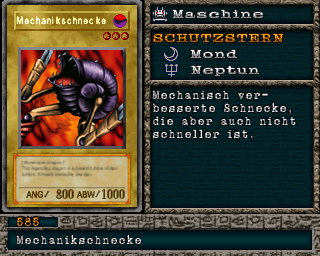 Mechanikschnecke
Maschine
SCHUTZSTERN
Mond
Neptun
Mechanisch ver-
besserte Schnecke,
die aber auch nicht
schneller ist.
ANG/ 800 ABW/1000
585
Mechanikschnecke